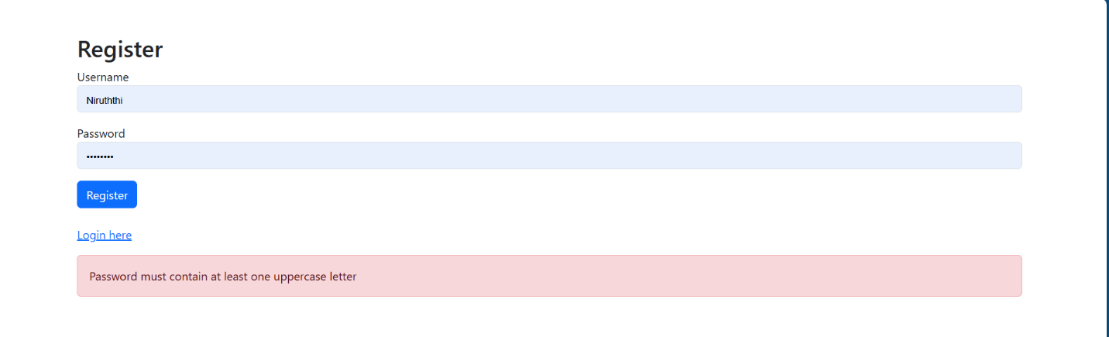 Register
Username
Niruththi
Password
••••••••
Register
Login here
Password must contain at least one uppercase letter